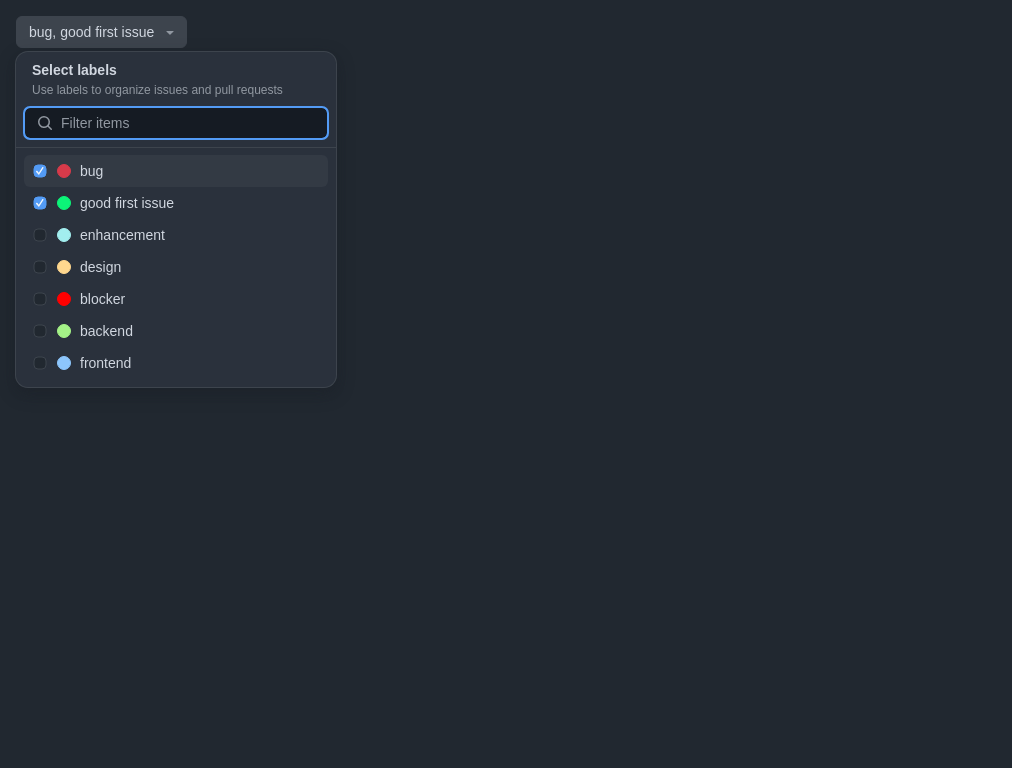 bug, good first issue
Select labels
Use labels to organize issues and pull requests
Filter items
bug
good first issue
enhancement
design
blocker
backend
frontend